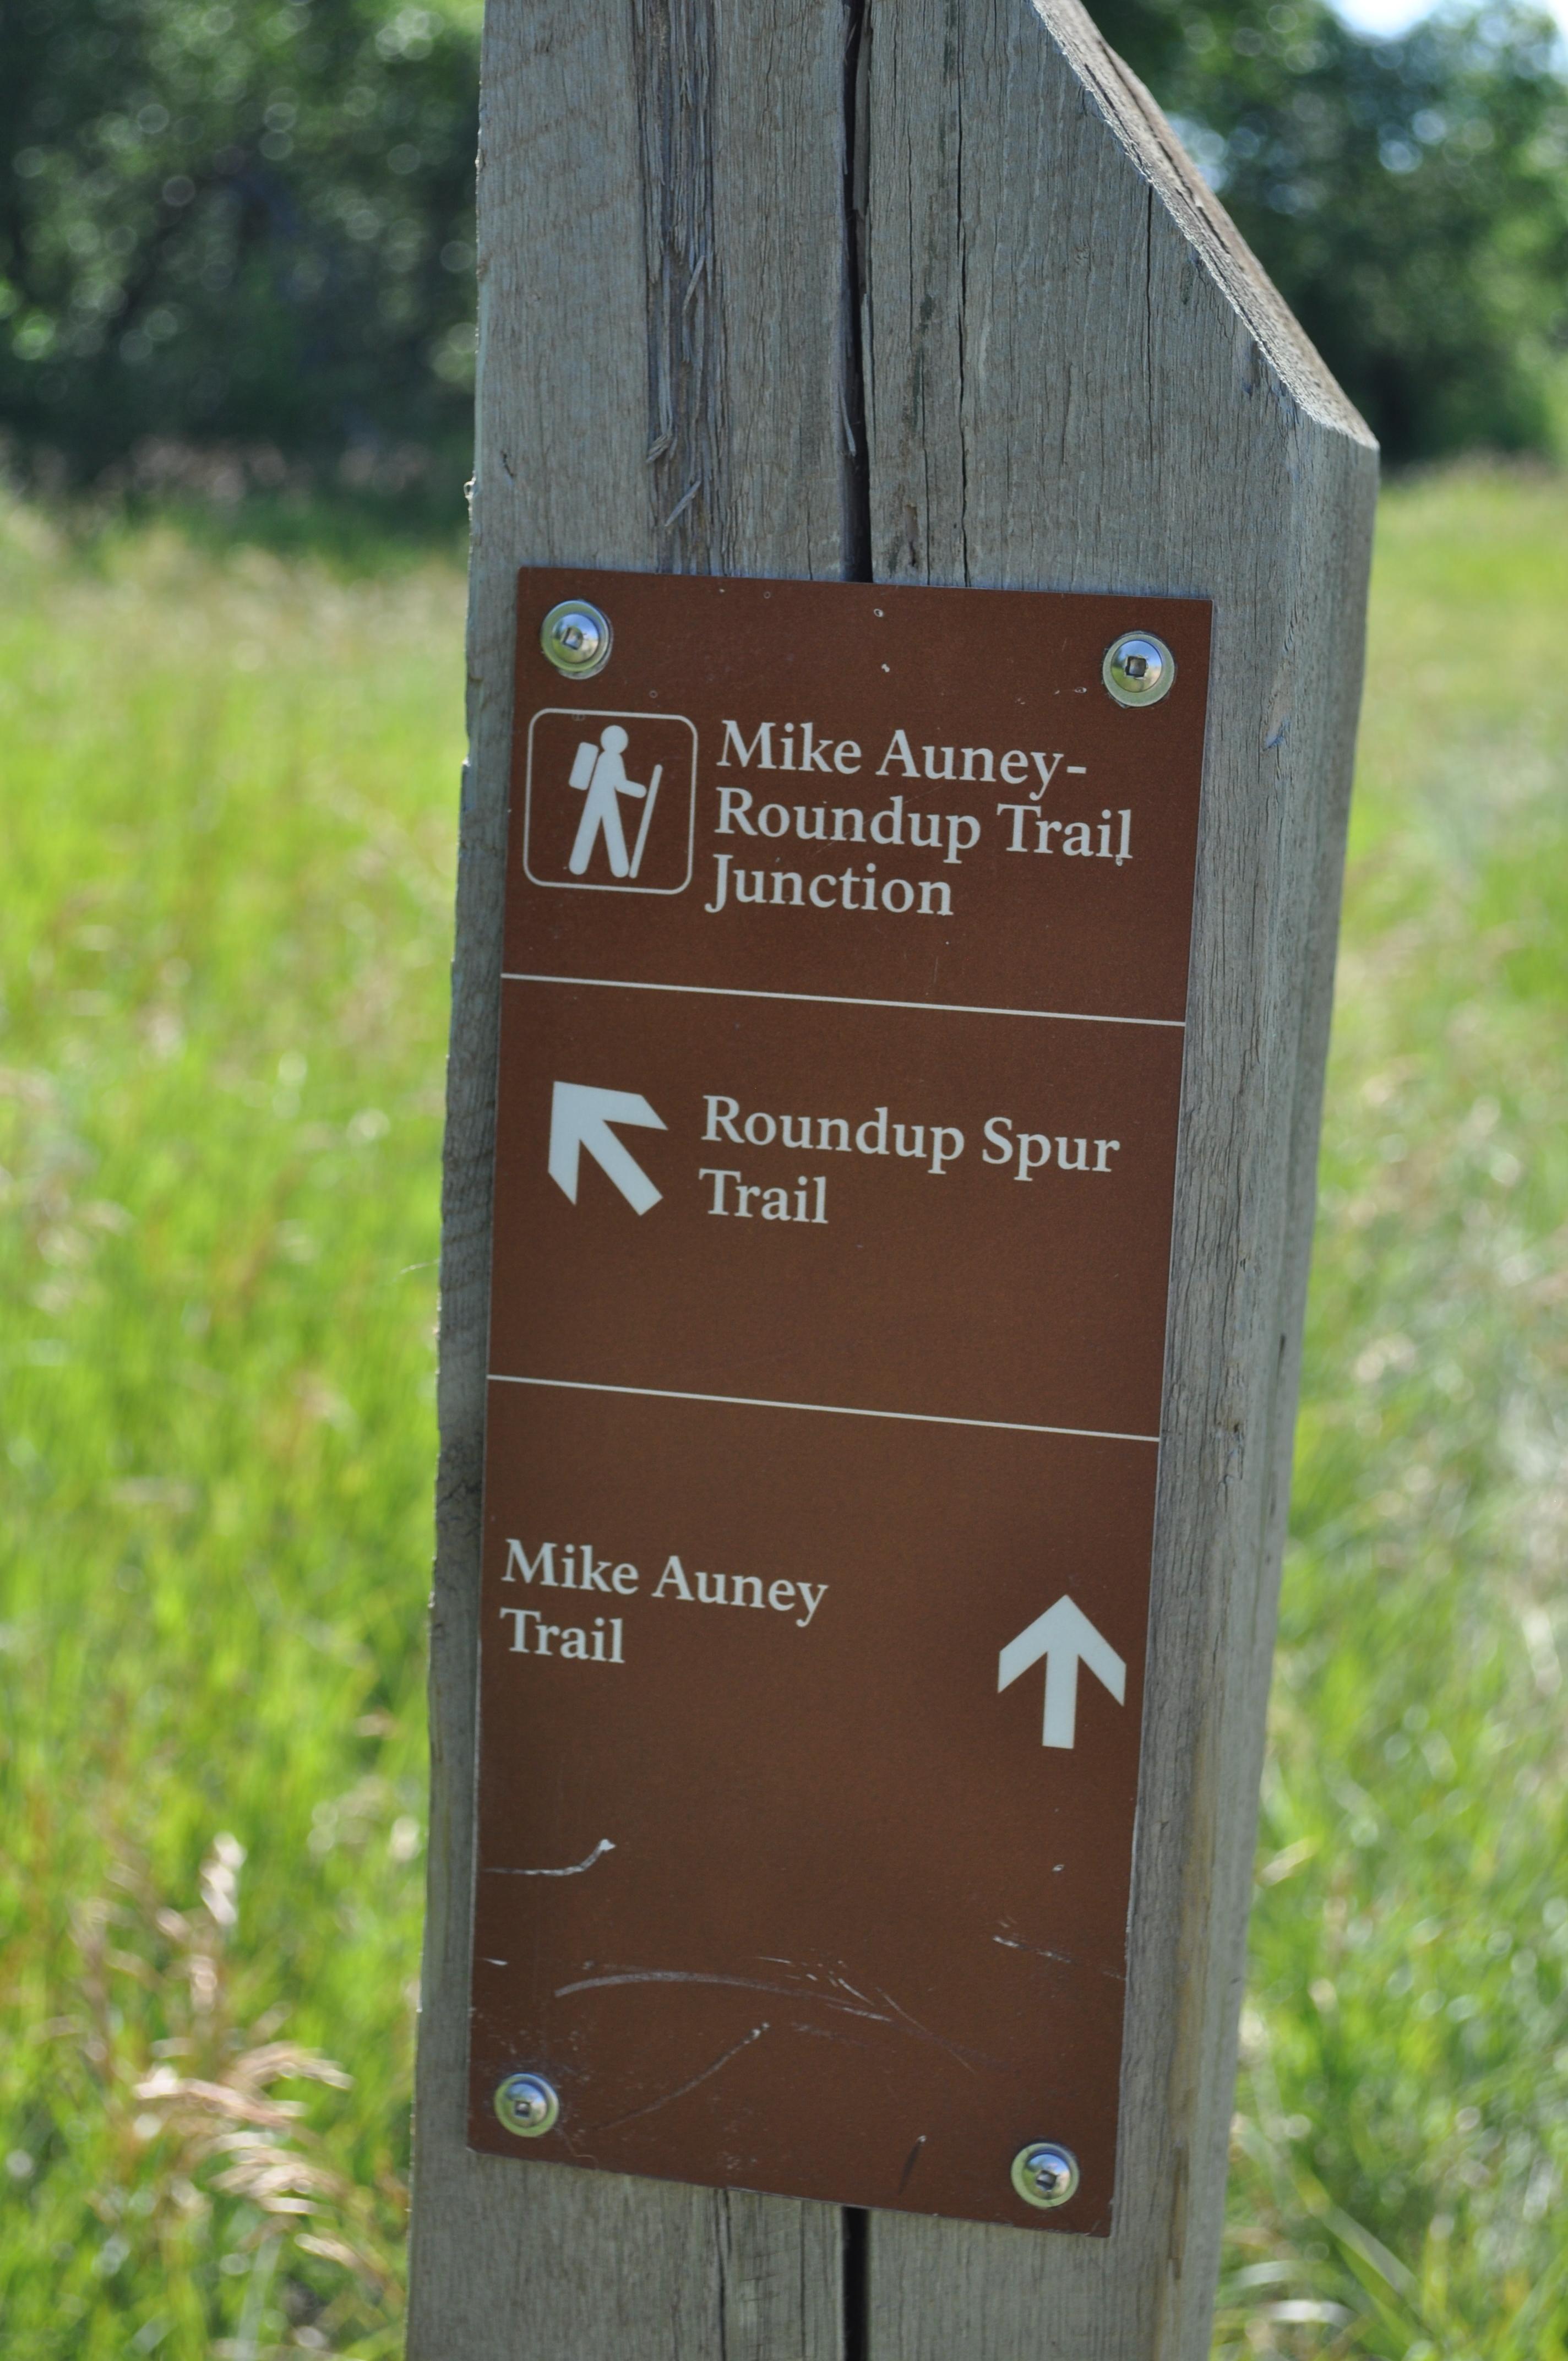 Mike Auney-
Roundup Trail
Junction
Roundup Spur
Trail
Mike Auney
Trail